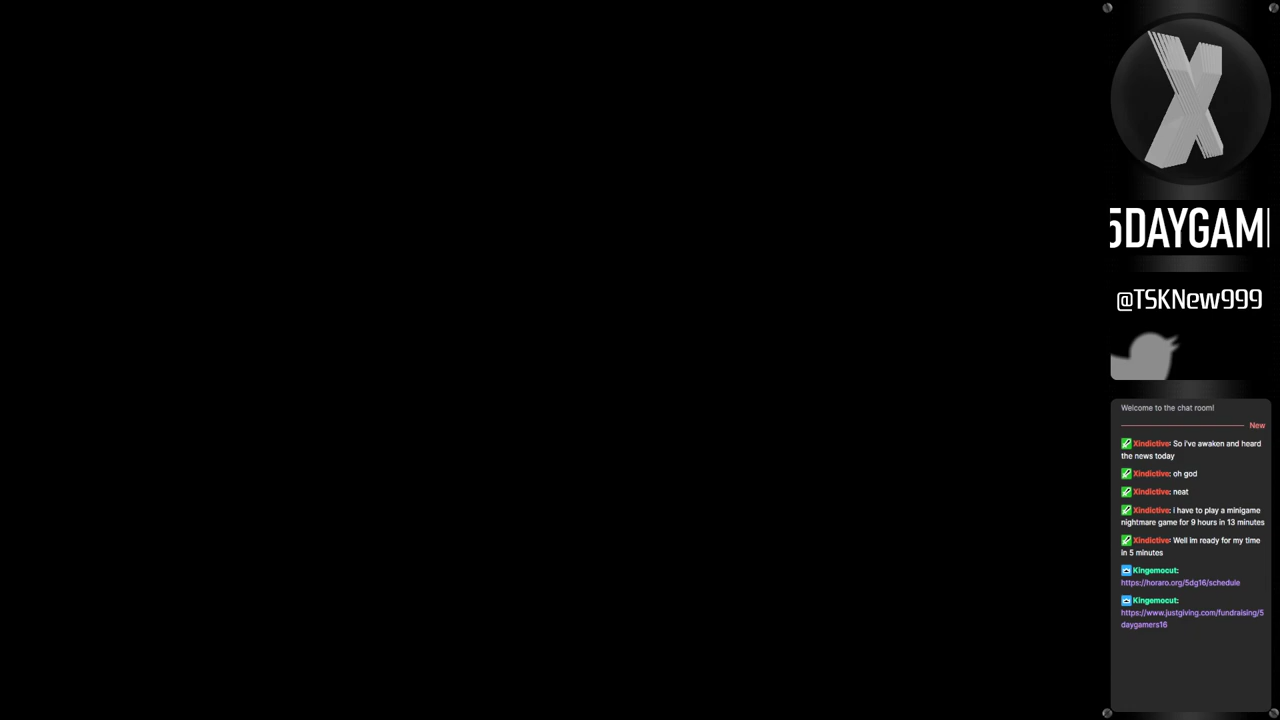 X
5DAYGAM
@TSKNew999
Welcome to the chat room!
New
Xindictive: So i've awaken and heard
the news today
Xindictive: oh god
Xindictive: neat
Xindictive: i have to play a minigame
nightmare game for 9 hours in 13 minutes
Xindictive: Well im ready for my time
in 5 minutes
Kingemocut:
https://horaro.org/5dg16/schedule
Kingemocut:
https://www.justgiving.com/fundraising/5
daygamers16